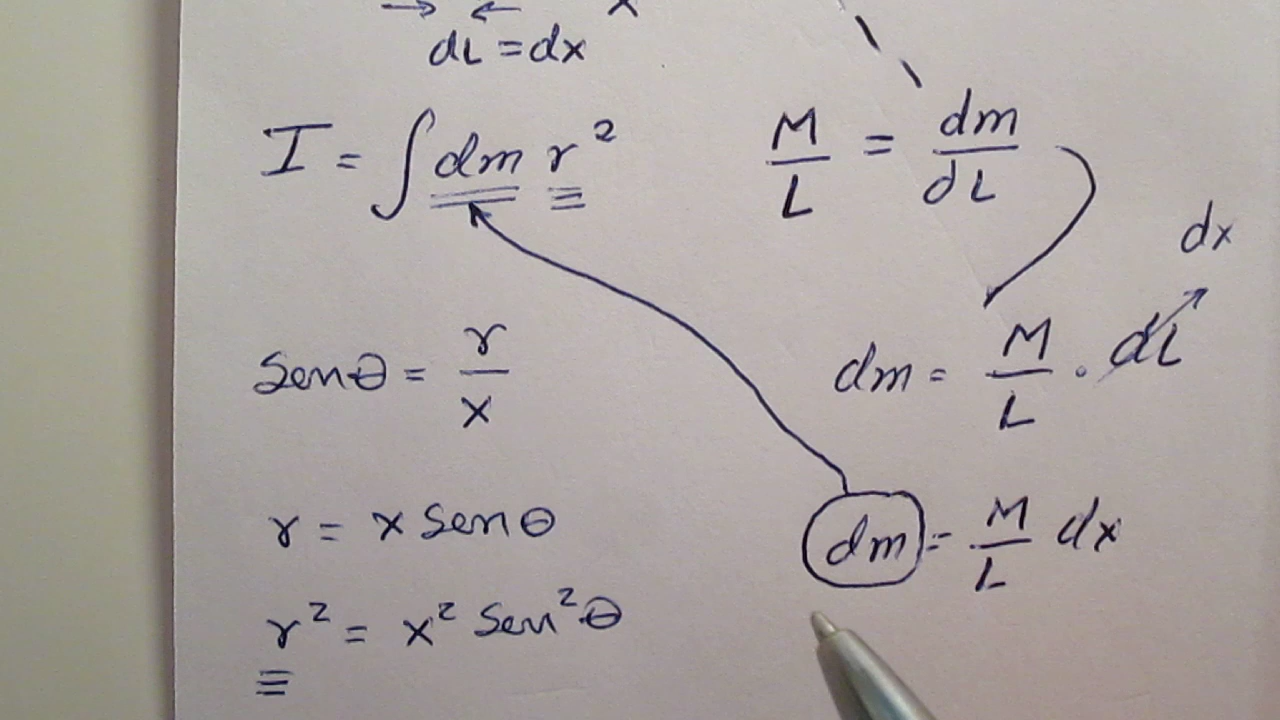 x
dL = dx
I = ∫ dm r²
M/L = dm/dL
dx
Senθ = r/x
dm = M/L · dL
r = x Senθ
dm = M/L dx
r² = x² Sen²θ